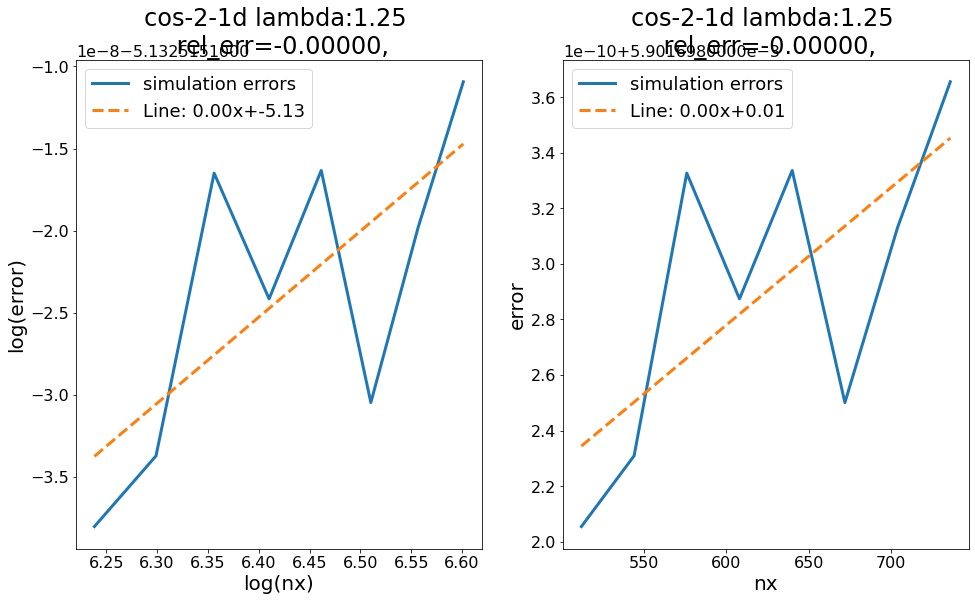 cos-2-1d lambda:1.25
rel_err=-0.00000,
1e−8−5.1325151000
−1.0
−1.5
−2.0
−2.5
−3.0
−3.5
log(error)
simulation errors
Line: 0.00x+-5.13
6.25
6.30
6.35
6.40
6.45
6.50
6.55
6.60
log(nx)
cos-2-1d lambda:1.25
rel_err=-0.00000,
1e−10+5.9016980000e−3
3.6
3.4
3.2
3.0
2.8
2.6
2.4
2.2
2.0
error
simulation errors
Line: 0.00x+0.01
550
600
650
700
nx